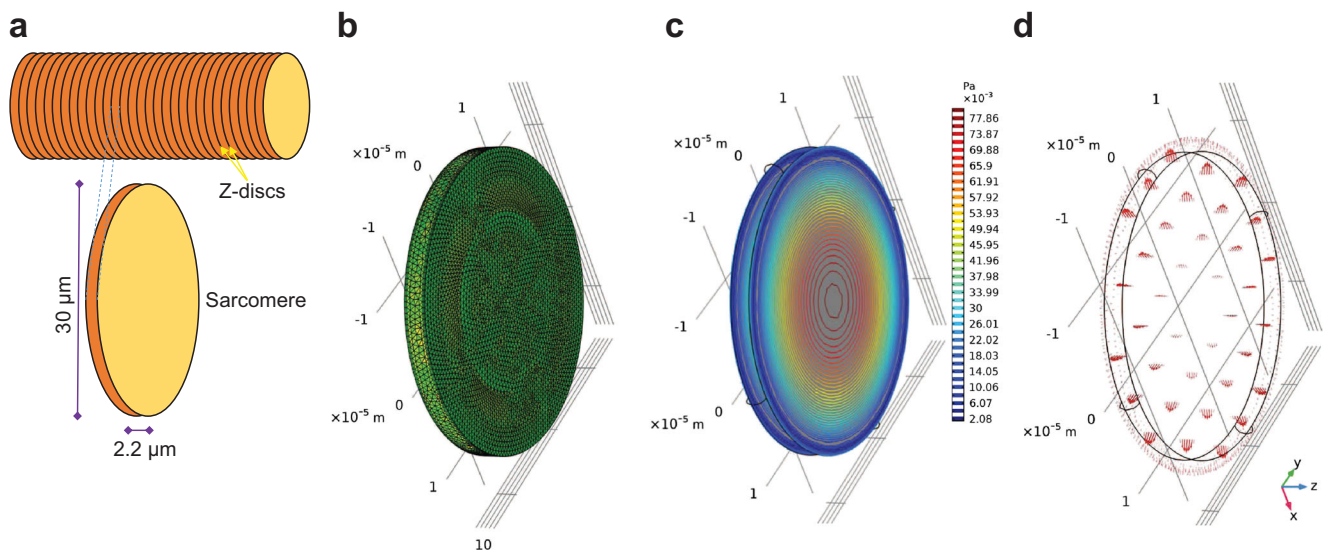 a
Z-discs
Sarcomere
30 µm
2.2 µm
b
1
×10⁻⁵ m
0
-1
-1
0
×10⁻⁵ m
1
10
c
1
×10⁻⁵ m
0
-1
-1
0
×10⁻⁵ m
1
Pa
×10⁻³
77.86
73.87
69.88
65.9
61.91
57.92
53.93
49.94
45.95
41.96
37.98
33.99
30
26.01
22.02
18.03
14.05
10.06
6.07
2.08
d
1
×10⁻⁵ m
0
-1
-1
0
×10⁻⁵ m
1
y
z
x